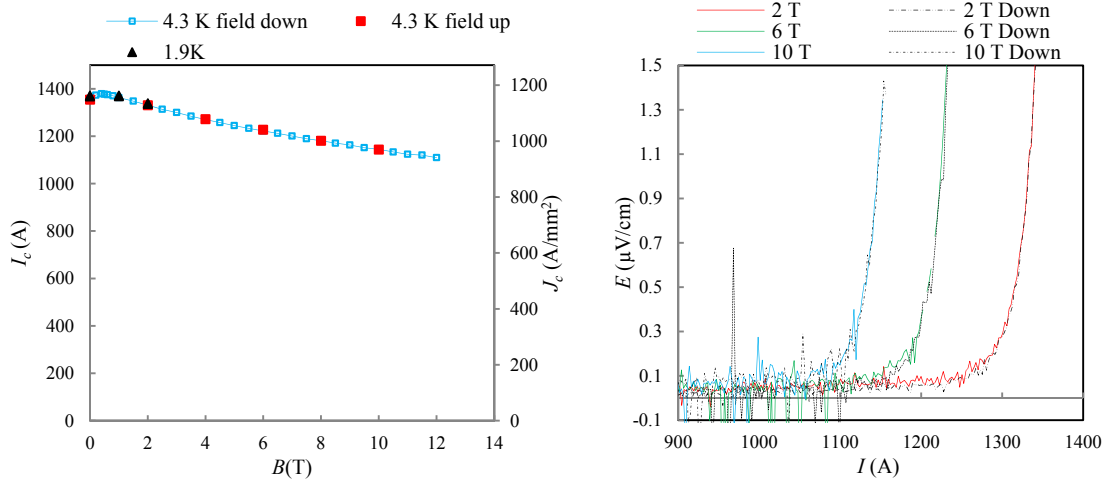 4.3 K field down
4.3 K field up
1.9K
1400
1200
1000
800
600
400
200
0
I_c (A)
1200
1000
800
600
400
200
0
J_c (A/mm²)
0 2 4 6 8 10 12 14
B(T)
2 T
2 T Down
6 T
6 T Down
10 T
10 T Down
1.5
1.3
1.1
0.9
0.7
0.5
0.3
0.1
-0.1
E (µV/cm)
900 1000 1100 1200 1300 1400
I (A)